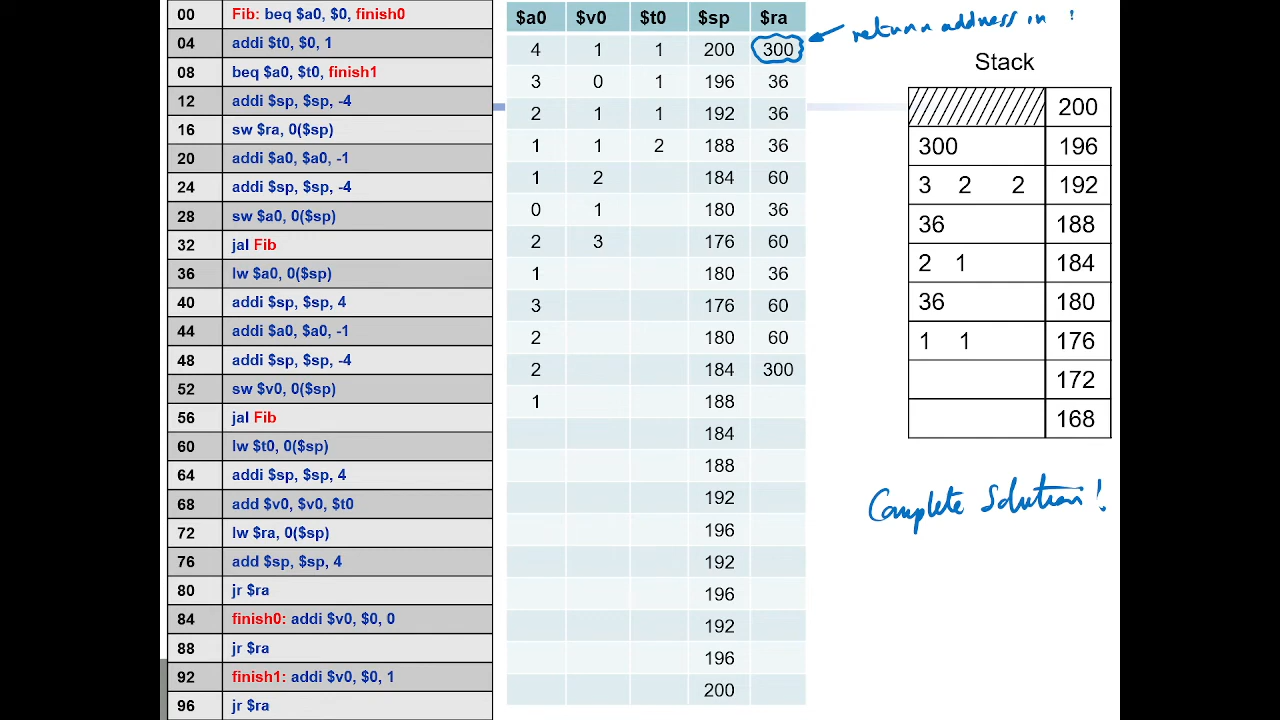 00 Fib: beq $a0, $0, finish0
04 addi $t0, $0, 1
08 beq $a0, $t0, finish1
12 addi $sp, $sp, -4
16 sw $ra, 0($sp)
20 addi $a0, $a0, -1
24 addi $sp, $sp, -4
28 sw $a0, 0($sp)
32 jal Fib
36 lw $a0, 0($sp)
40 addi $sp, $sp, 4
44 addi $a0, $a0, -1
48 addi $sp, $sp, -4
52 sw $v0, 0($sp)
56 jal Fib
60 lw $t0, 0($sp)
64 addi $sp, $sp, 4
68 add $v0, $v0, $t0
72 lw $ra, 0($sp)
76 add $sp, $sp, 4
80 jr $ra
84 finish0: addi $v0, $0, 0
88 jr $ra
92 finish1: addi $v0, $0, 1
96 jr $ra
$a0 $v0 $t0 $sp $ra
4 1 1 200 300
3 0 1 196 36
2 1 1 192 36
1 1 2 188 36
1 2 184 60
0 1 180 36
2 3 176 60
1 180 36
3 176 60
2 180 60
2 184 300
1 188
184
188
192
196
192
196
192
196
200
return address in !
Stack
200
300 196
3 2 2 192
36 188
2 1 184
36 180
1 1 176
172
168
Complete Solution!